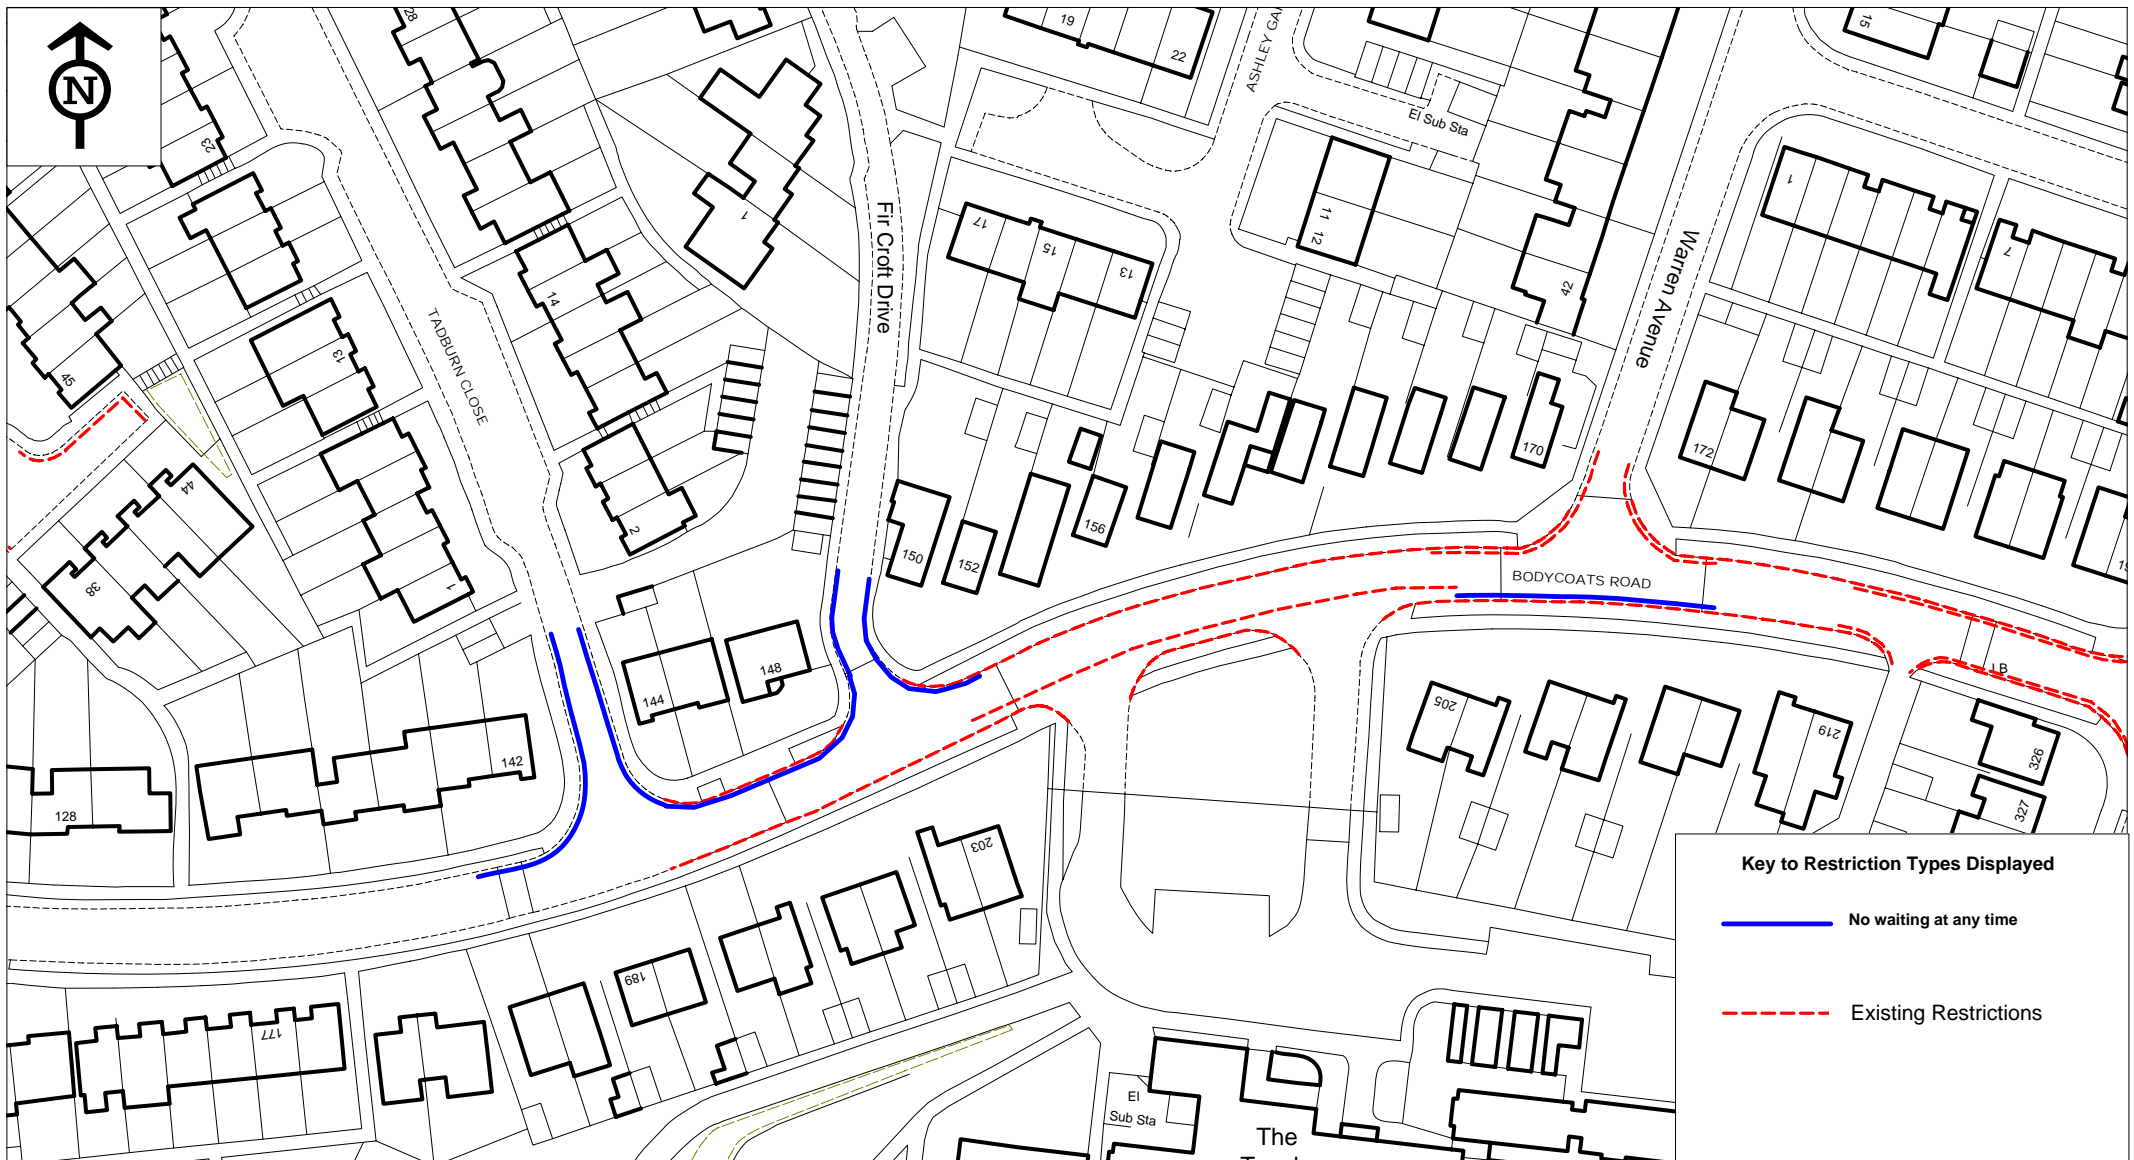 N
28
19
22
ASHLEY GA
15
23
El Sub Sta
1
1
17
15
13
11
12
Fir Croft Drive
Warren Avenue
7
14
42
TADBURN CLOSE
13
45
172
170
44
2
150
152
156
38
1
BODYCOATS ROAD
19
148
144
LB
205
219
326
142
128
327
203
189
177
Key to Restriction Types Displayed
No waiting at any time
Existing Restrictions
El
Sub Sta
The